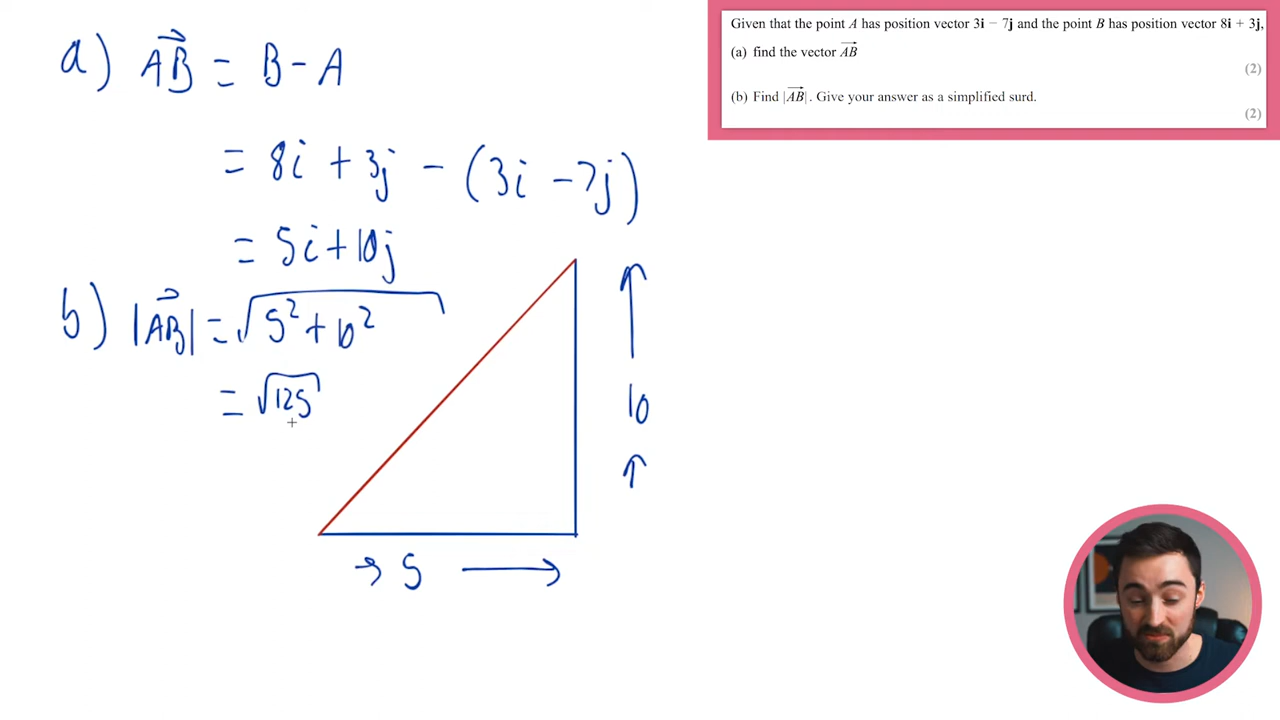 a) AB = B - A
= 8i + 3j - (3i - 7j)
= 5i + 10j
b) |AB| = √5² + 10²
= √125
10
5
Given that the point A has position vector 3i − 7j and the point B has position vector 8i + 3j,
(a) find the vector AB
(2)
(b) Find |AB|. Give your answer as a simplified surd.
(2)